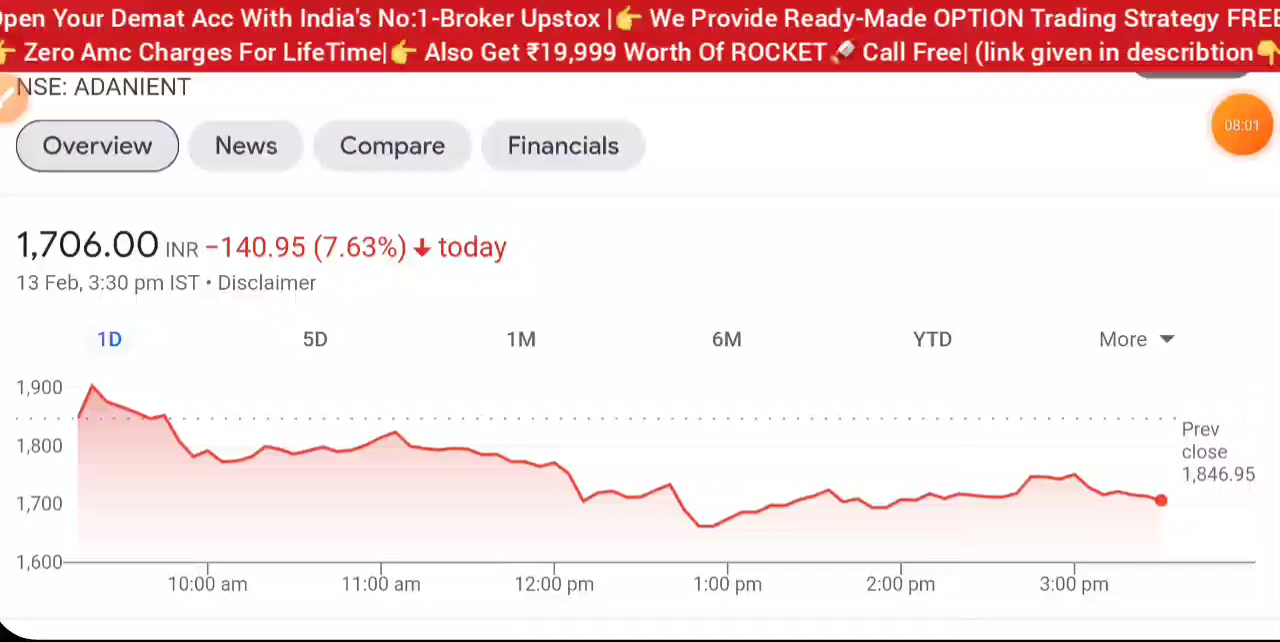 Open Your Demat Acc With India's No:1-Broker Upstox |👉 We Provide Ready-Made OPTION Trading Strategy FREE
👉 Zero Amc Charges For LifeTime|👉 Also Get ₹19,999 Worth Of ROCKET🚀 Call Free| (link given in describtion👇
NSE: ADANIENT
08:01
Overview News Compare Financials
1,706.00 INR −140.95 (7.63%) ↓ today
13 Feb, 3:30 pm IST • Disclaimer
1D 5D 1M 6M YTD More
1,900
1,800
1,700
1,600
Prev
close
1,846.95
10:00 am 11:00 am 12:00 pm 1:00 pm 2:00 pm 3:00 pm